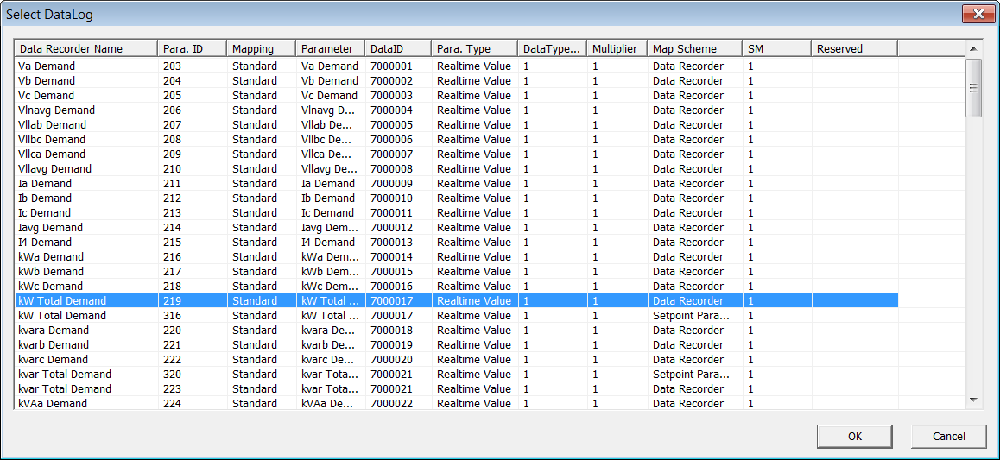 Select DataLog
Data Recorder Name Para. ID Mapping Parameter DataID Para. Type DataType... Multiplier Map Scheme SM Reserved
Va Demand 203 Standard Va Demand 7000001 Realtime Value 1 1 Data Recorder 1
Vb Demand 204 Standard Vb Demand 7000002 Realtime Value 1 1 Data Recorder 1
Vc Demand 205 Standard Vc Demand 7000003 Realtime Value 1 1 Data Recorder 1
Vlnavg Demand 206 Standard Vlnavg D... 7000004 Realtime Value 1 1 Data Recorder 1
Vllab Demand 207 Standard Vllab De... 7000005 Realtime Value 1 1 Data Recorder 1
Vllbc Demand 208 Standard Vllbc De... 7000006 Realtime Value 1 1 Data Recorder 1
Vllca Demand 209 Standard Vllca De... 7000007 Realtime Value 1 1 Data Recorder 1
Vllavg Demand 210 Standard Vllavg De... 7000008 Realtime Value 1 1 Data Recorder 1
Ia Demand 211 Standard Ia Demand 7000009 Realtime Value 1 1 Data Recorder 1
Ib Demand 212 Standard Ib Demand 7000010 Realtime Value 1 1 Data Recorder 1
Ic Demand 213 Standard Ic Demand 7000011 Realtime Value 1 1 Data Recorder 1
Iavg Demand 214 Standard Iavg Dem... 7000012 Realtime Value 1 1 Data Recorder 1
I4 Demand 215 Standard I4 Demand 7000013 Realtime Value 1 1 Data Recorder 1
kWa Demand 216 Standard kWa Dem... 7000014 Realtime Value 1 1 Data Recorder 1
kWb Demand 217 Standard kWb Dem... 7000015 Realtime Value 1 1 Data Recorder 1
kWc Demand 218 Standard kWc Dem... 7000016 Realtime Value 1 1 Data Recorder 1
kW Total Demand 219 Standard kW Total ... 7000017 Realtime Value 1 1 Data Recorder 1
kW Total Demand 316 Standard kW Total ... 7000017 Realtime Value 1 1 Setpoint Para... 1
kvara Demand 220 Standard kvara De... 7000018 Realtime Value 1 1 Data Recorder 1
kvarb Demand 221 Standard kvarb De... 7000019 Realtime Value 1 1 Data Recorder 1
kvarc Demand 222 Standard kvarc De... 7000020 Realtime Value 1 1 Data Recorder 1
kvar Total Demand 320 Standard kvar Tota... 7000021 Realtime Value 1 1 Setpoint Para... 1
kvar Total Demand 223 Standard kvar Tota... 7000021 Realtime Value 1 1 Data Recorder 1
kVAa Demand 224 Standard kVAa De... 7000022 Realtime Value 1 1 Data Recorder 1
OK Cancel